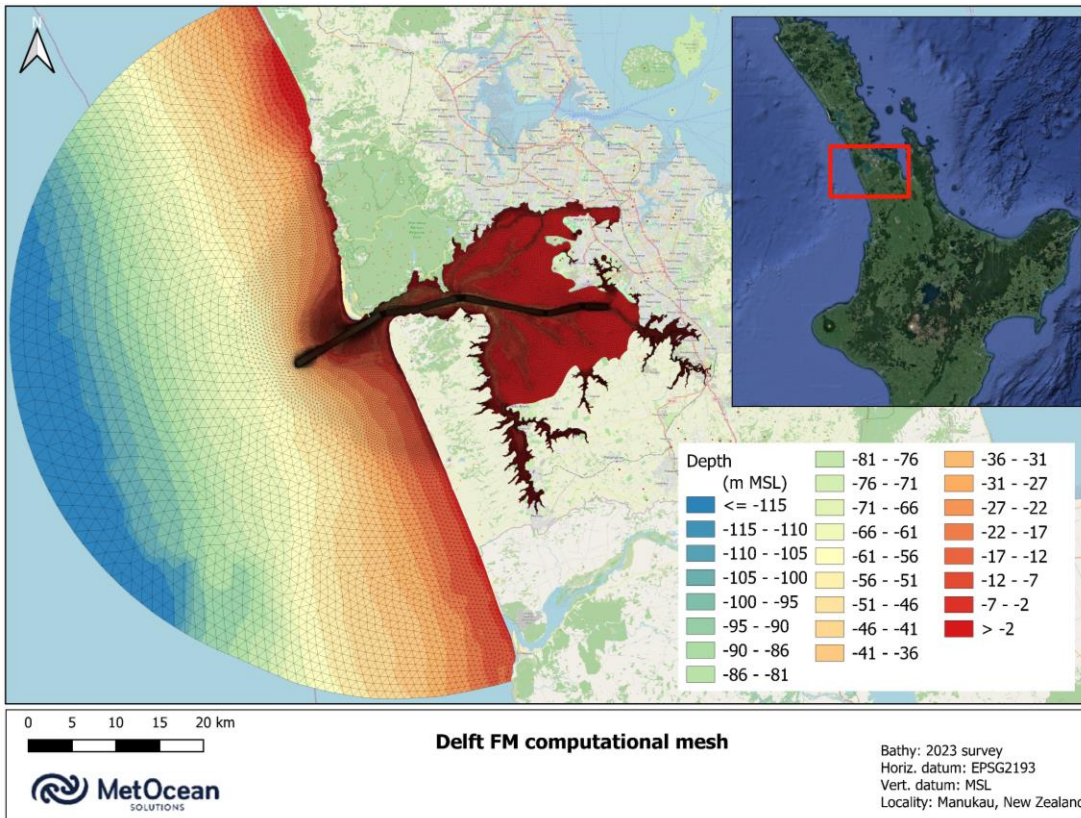 N
Depth
(m MSL)
<= -115
-115 - -110
-110 - -105
-105 - -100
-100 - -95
-95 - -90
-90 - -86
-86 - -81
-81 - -76
-76 - -71
-71 - -66
-66 - -61
-61 - -56
-56 - -51
-51 - -46
-46 - -41
-41 - -36
-36 - -31
-31 - -27
-27 - -22
-22 - -17
-17 - -12
-12 - -7
-7 - -2
> -2
0 5 10 15 20 km
MetOcean
SOLUTIONS
Delft FM computational mesh
Bathy: 2023 survey
Horiz. datum: EPSG2193
Vert. datum: MSL
Locality: Manukau, New Zealand